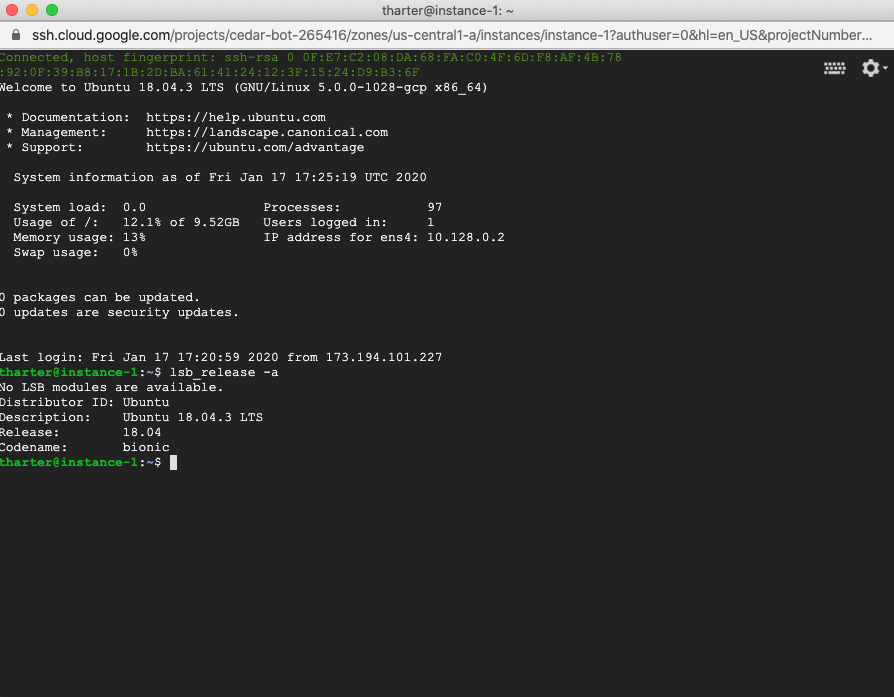 tharter@instance-1: ~
ssh.cloud.google.com/projects/cedar-bot-265416/zones/us-central1-a/instances/instance-1?authuser=0&hl=en_US&projectNumber...
Connected, host fingerprint: ssh-rsa 0 0F:E7:C2:08:DA:68:FA:C0:4F:6D:F8:AF:4B:78
:92:0F:39:B8:17:1B:2D:BA:61:41:24:12:3F:15:24:D9:B3:6F
Welcome to Ubuntu 18.04.3 LTS (GNU/Linux 5.0.0-1028-gcp x86_64)
* Documentation:  https://help.ubuntu.com
* Management:     https://landscape.canonical.com
* Support:        https://ubuntu.com/advantage
System information as of Fri Jan 17 17:25:19 UTC 2020
System load:  0.0               Processes:           97
Usage of /:   12.1% of 9.52GB   Users logged in:     1
Memory usage: 13%               IP address for ens4: 10.128.0.2
Swap usage:   0%
0 packages can be updated.
0 updates are security updates.
Last login: Fri Jan 17 17:20:59 2020 from 173.194.101.227
tharter@instance-1:~$ lsb_release -a
No LSB modules are available.
Distributor ID: Ubuntu
Description:    Ubuntu 18.04.3 LTS
Release:        18.04
Codename:       bionic
tharter@instance-1:~$